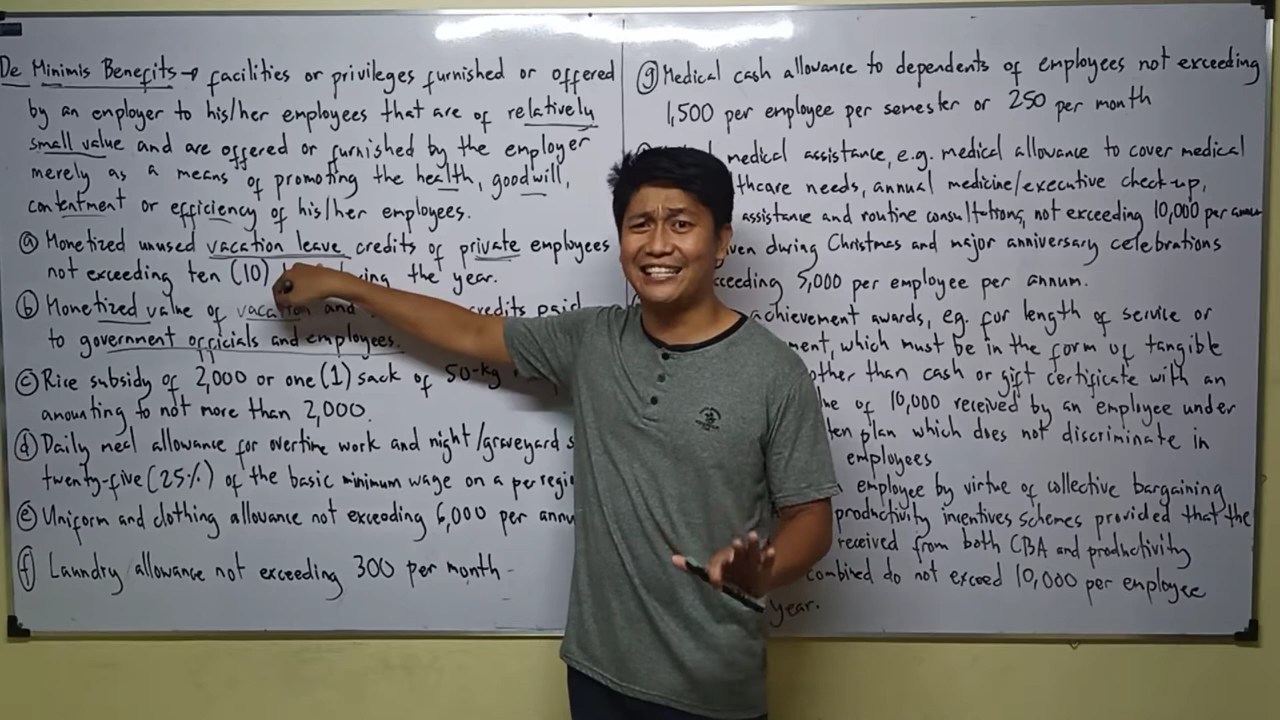 De Minimis Benefits → facilities or privileges furnished or offered
by an employer to his/her employees that are of relatively
small value and are offered or furnished by the employer
merely as a means of promoting the health, goodwill,
contentment or efficiency of his/her employees.
(a) Monetized unused vacation leave credits of private employees
not exceeding ten (10) the year.
(b) Monetized value of vacation and credits paid
to government officials and employees.
(c) Rice subsidy of 2,000 or one (1) sack of 50-kg
amounting to not more than 2,000.
(d) Daily meal allowance for overtime work and night/graveyard
twenty-five (25%) of the basic minimum wage on a per
(e) Uniform and clothing allowance not exceeding 6,000 per
(f) Laundry allowance not exceeding 300 per month
(g) Medical cash allowance to dependents of employees not exceeding
1,500 per employee per semester or 250 per month
medical assistance, e.g. medical allowance to cover medical
needs, annual medicine/executive check-up,
assistance and routine consultations, not exceeding 10,000 per
during Christmas and major anniversary celebrations
5,000 per employee per annum.
achievement awards, eg. for length of service or
which must be in the form of tangible
other than cash or gift certificate with an
of 10,000 received by an employee under
plan which does not discriminate in
employees
employee by virtue of collective bargaining
productivity incentives schemes provided that the
received from both CBA and productivity
combined do not exceed 10,000 per employee
year.